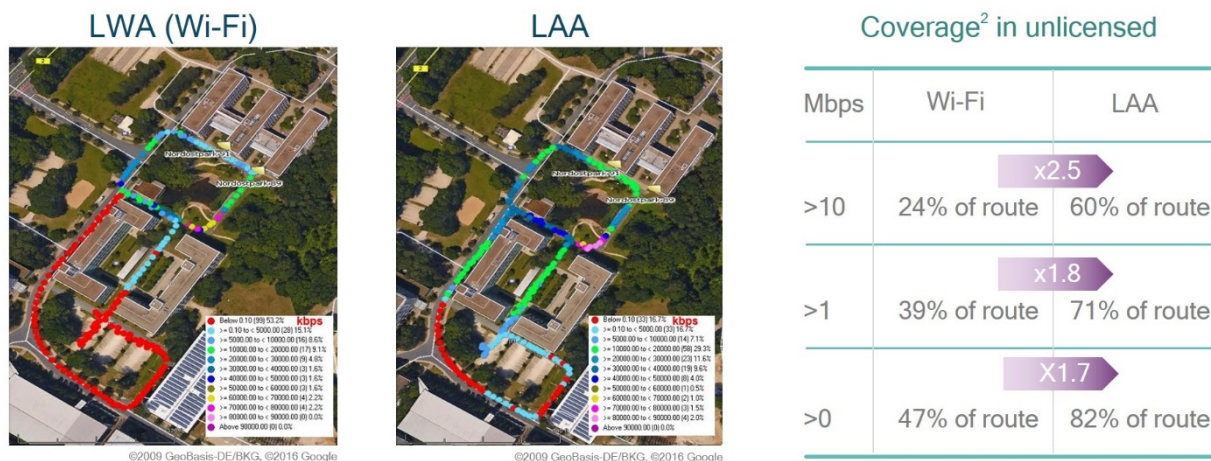 LWA (Wi-Fi)
2
Nordostpark 91
Nordostpark 89
kbps
Below 0.10 (99) 53.2%
>= 0.10 to < 5000.00 (28) 15.1%
>= 5000.00 to < 10000.00 (16) 8.6%
>= 10000.00 to < 20000.00 (17) 9.1%
>= 20000.00 to < 30000.00 (9) 4.8%
>= 30000.00 to < 40000.00 (3) 1.6%
>= 40000.00 to < 50000.00 (3) 1.6%
>= 50000.00 to < 60000.00 (3) 1.6%
>= 60000.00 to < 70000.00 (4) 2.2%
>= 70000.00 to < 80000.00 (4) 2.2%
>= 80000.00 to < 90000.00 (0) 0.0%
Above 90000.00 (0) 0.0%
©2009 GeoBasis-DE/BKG, ©2016 Google
LAA
2
Nordostpark 91
kbps
Below 0.10 (33) 16.7%
>= 0.10 to < 5000.00 (33) 16.7%
>= 5000.00 to < 10000.00 (14) 7.1%
>= 10000.00 to < 20000.00 (58) 29.3%
>= 20000.00 to < 30000.00 (23) 11.6%
>= 30000.00 to < 40000.00 (19) 9.6%
>= 40000.00 to < 50000.00 (8) 4.0%
>= 50000.00 to < 60000.00 (1) 0.5%
>= 60000.00 to < 70000.00 (2) 1.0%
>= 70000.00 to < 80000.00 (3) 1.5%
>= 80000.00 to < 90000.00 (4) 2.0%
Above 90000.00 (0) 0.0%
©2009 GeoBasis-DE/BKG, ©2016 Google
Coverage² in unlicensed
Mbps Wi-Fi LAA
x2.5
>10 24% of route 60% of route
x1.8
>1 39% of route 71% of route
X1.7
>0 47% of route 82% of route